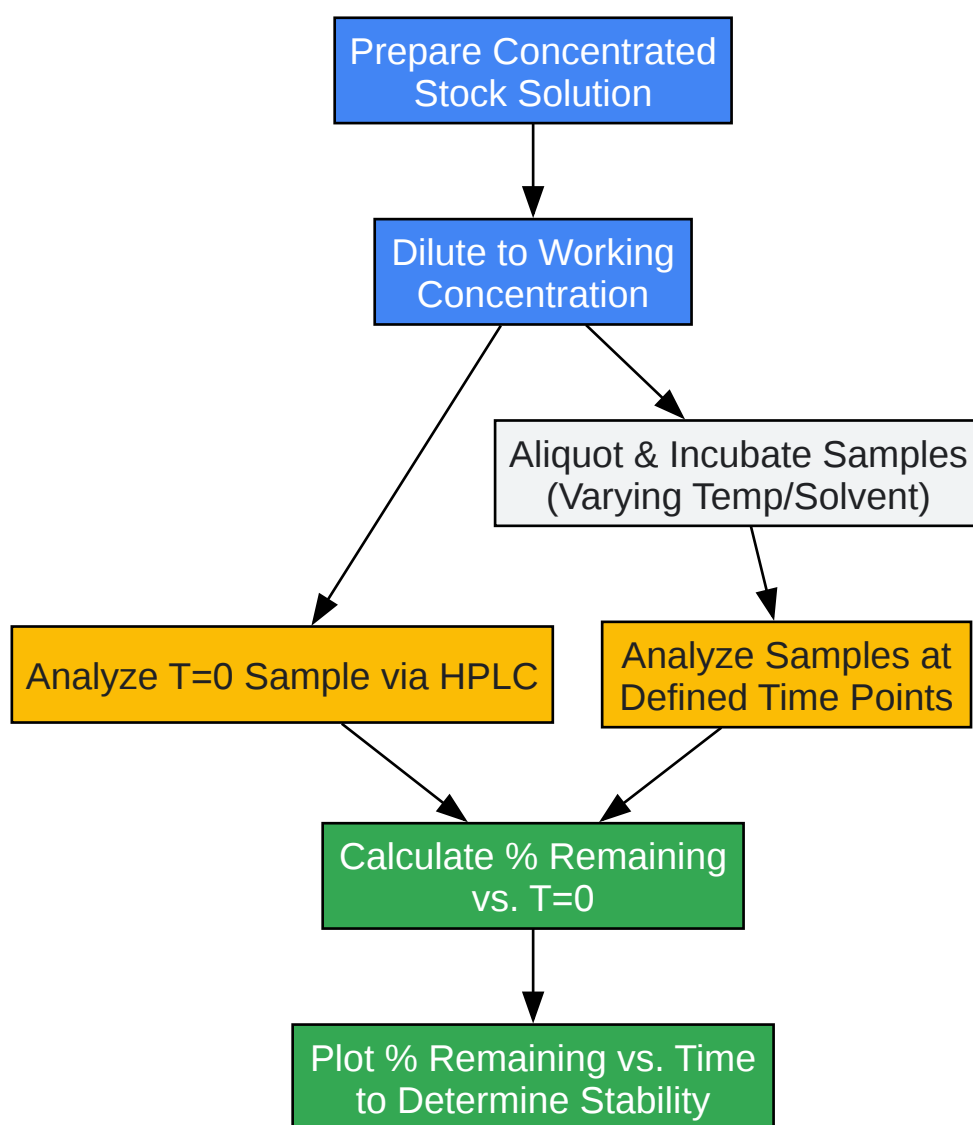 Prepare Concentrated
Stock Solution
Dilute to Working
Concentration
Aliquot & Incubate Samples
(Varying Temp/Solvent)
Analyze T=0 Sample via HPLC
Analyze Samples at
Defined Time Points
Calculate % Remaining
vs. T=0
Plot % Remaining vs. Time
to Determine Stability